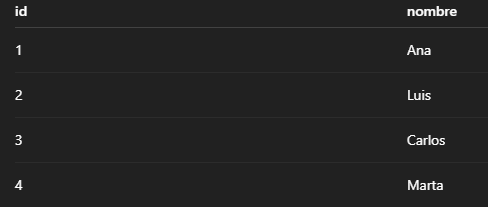 id nombre
1 Ana
2 Luis
3 Carlos
4 Marta